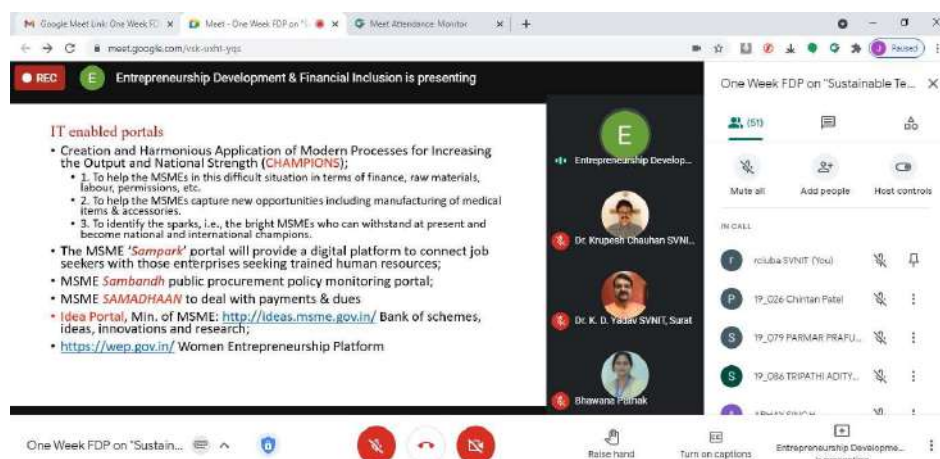 Google Meet Link: One Week FD
Meet - One Week FDP on "S
Meet Attendance Monitor
meet.google.com/vsk-uxht-yqs
Paused
REC
E
Entrepreneurship Development & Financial Inclusion is presenting
IT enabled portals
• Creation and Harmonious Application of Modern Processes for Increasing
the Output and National Strength (CHAMPIONS);
• 1. To help the MSMEs in this difficult situation in terms of finance, raw materials,
labour, permissions, etc.
• 2. To help the MSMEs capture new opportunities including manufacturing of medical
items & accessories.
• 3. To identify the sparks, i.e., the bright MSMEs who can withstand at present and
become national and international champions.
• The MSME 'Sampark' portal will provide a digital platform to connect job
seekers with those enterprises seeking trained human resources;
• MSME Sambandh public procurement policy monitoring portal;
• MSME SAMADHAAN to deal with payments & dues
• Idea Portal, Min. of MSME: http://ideas.msme.gov.in/ Bank of schemes,
ideas, innovations and research;
• https://wep.gov.in/ Women Entrepreneurship Platform
E
Entrepreneurship Develop...
Dr. Krupesh Chauhan SVNI...
Dr. K. D. Yadav SVNIT, Surat
Bhawana Pathak
One Week FDP on "Sustainable Te...
(51)
Mute all
Add people
Host controls
IN CALL
r
rciuba SVNIT (You)
P
19_026 Chintan Patel
S
19_079 PARMAR PRAFU...
S
19_086 TRIPATHI ADITY...
ABHAY SINGH
One Week FDP on "Sustain...
Raise hand
Turn on captions
Entrepreneurship Developme...